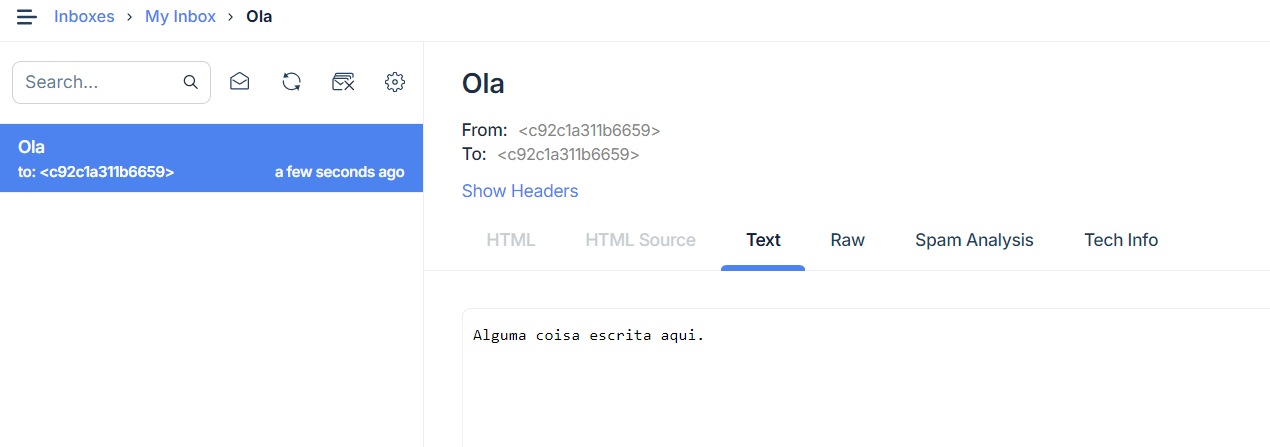 Inboxes › My Inbox › Ola
Search...
Ola
to: <c92c1a311b6659> a few seconds ago
Ola
From: <c92c1a311b6659>
To: <c92c1a311b6659>
Show Headers
HTML HTML Source Text Raw Spam Analysis Tech Info
Alguma coisa escrita aqui.